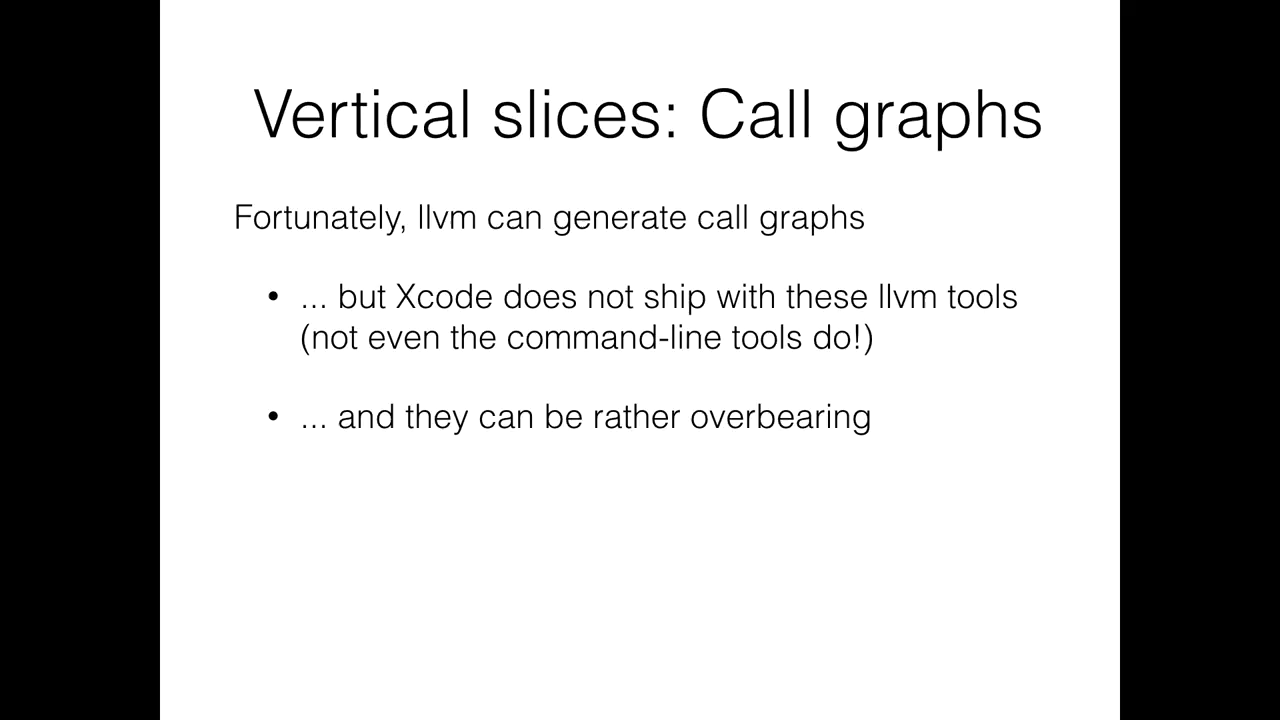 Vertical slices: Call graphs
Fortunately, llvm can generate call graphs
• ... but Xcode does not ship with these llvm tools
(not even the command-line tools do!)
• ... and they can be rather overbearing